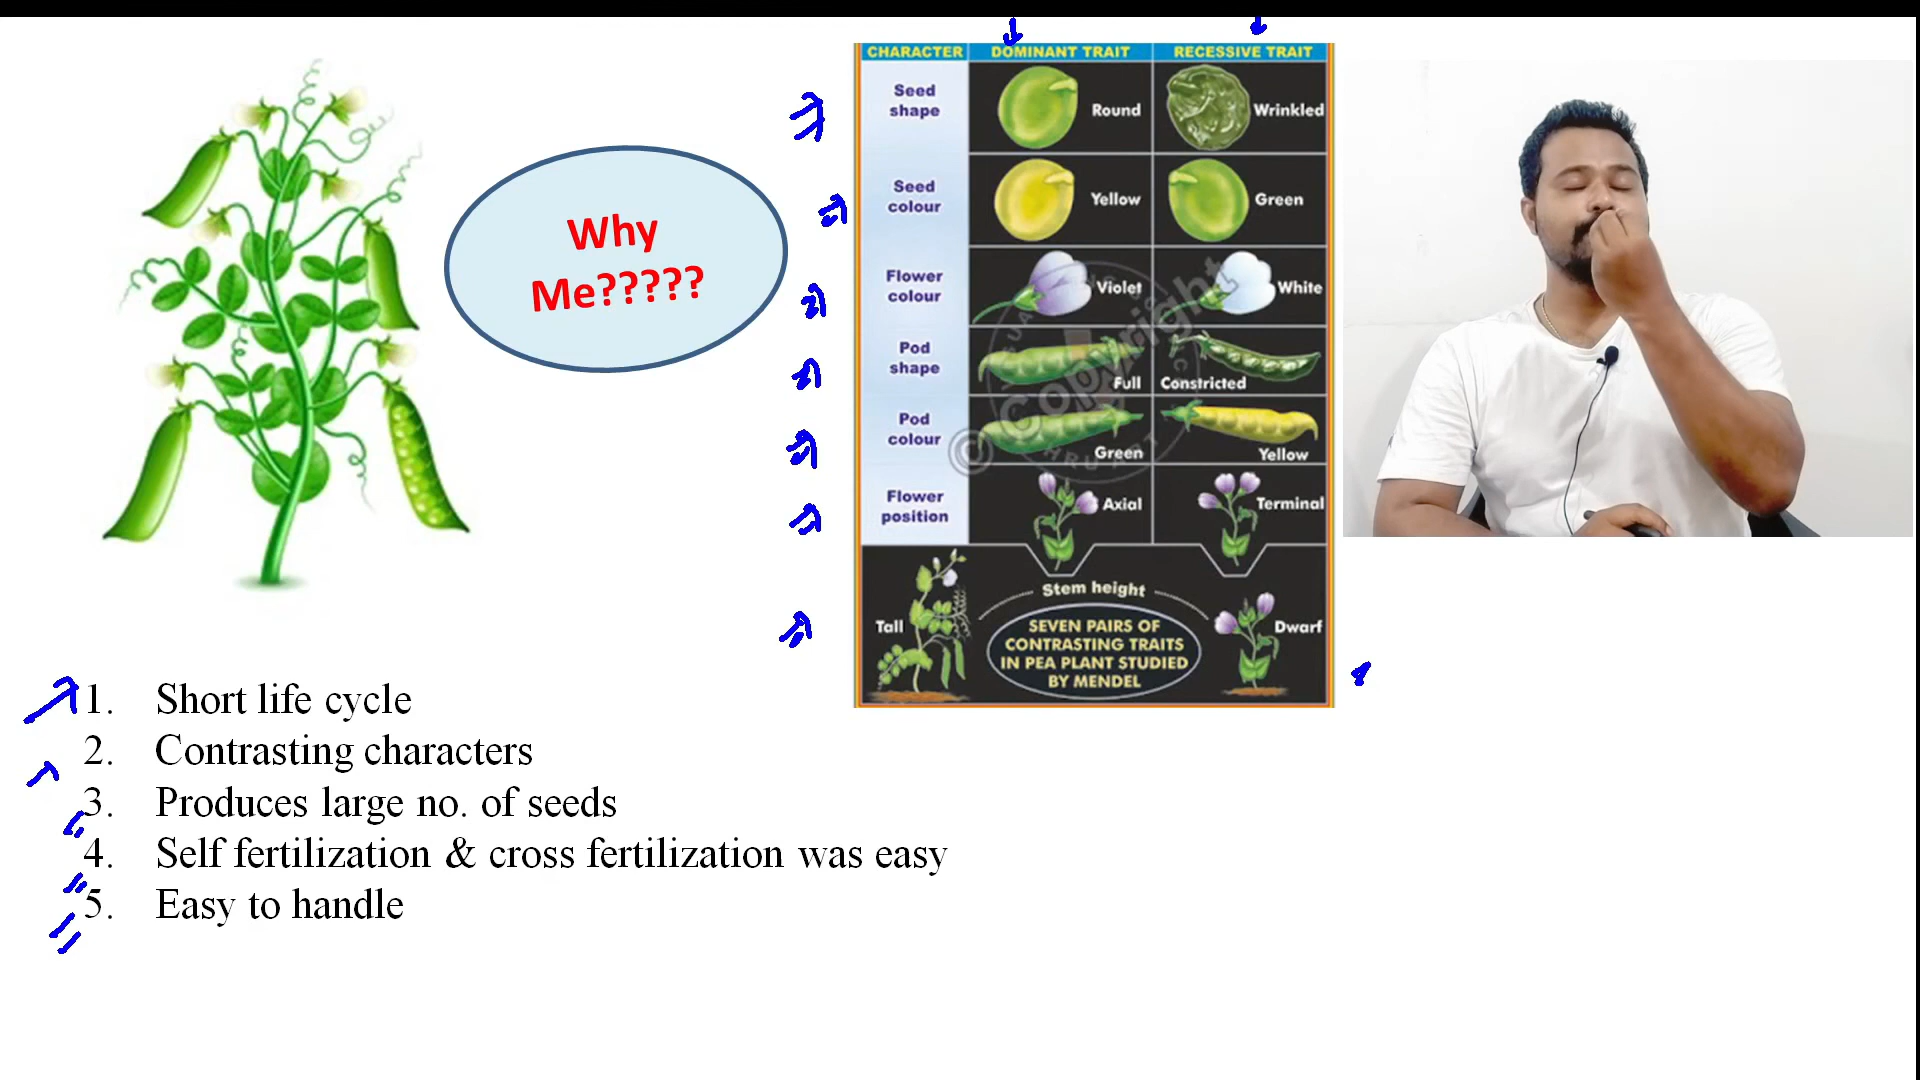 Why
Me?????
CHARACTER DOMINANT TRAIT RECESSIVE TRAIT
Seed
shape
Round
Wrinkled
Seed
colour
Yellow
Green
Flower
colour
Violet
White
Pod
shape
Full
Constricted
Pod
colour
Green
Yellow
Flower
position
Axial
Terminal
Stem height
Tall
Dwarf
SEVEN PAIRS OF
CONTRASTING TRAITS
IN PEA PLANT STUDIED
BY MENDEL
© Copyright
1. Short life cycle
2. Contrasting characters
3. Produces large no. of seeds
4. Self fertilization & cross fertilization was easy
5. Easy to handle